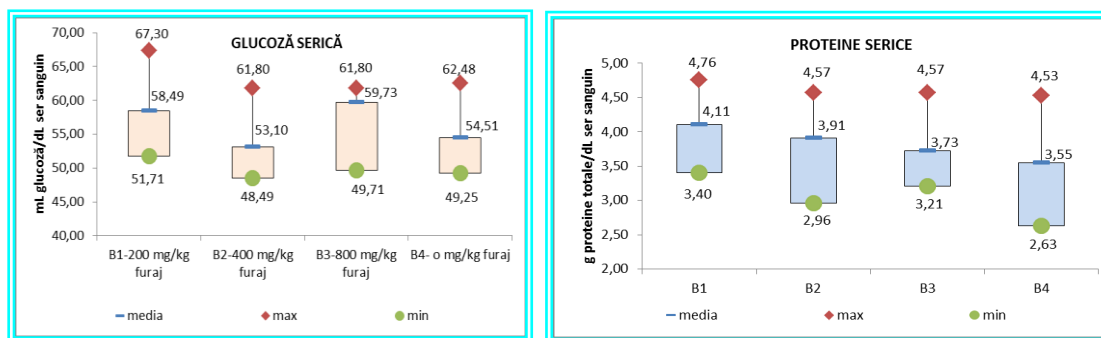 GLUCOZĂ SERICĂ
mL glucoză/dL ser sanguin
70,00
65,00
60,00
55,00
50,00
45,00
40,00
67,30
58,49
51,71
61,80
53,10
48,49
61,80
59,73
49,71
62,48
54,51
49,25
B1-200 mg/kg
furaj
B2-400 mg/kg
furaj
B3-800 mg/kg
furaj
B4- o mg/kg furaj
media
max
min
PROTEINE SERICE
g proteine totale/dL ser sanguin
5,00
4,50
4,00
3,50
3,00
2,50
2,00
4,76
4,11
3,40
4,57
3,91
2,96
4,57
3,73
3,21
4,53
3,55
2,63
B1
B2
B3
B4
media
max
min